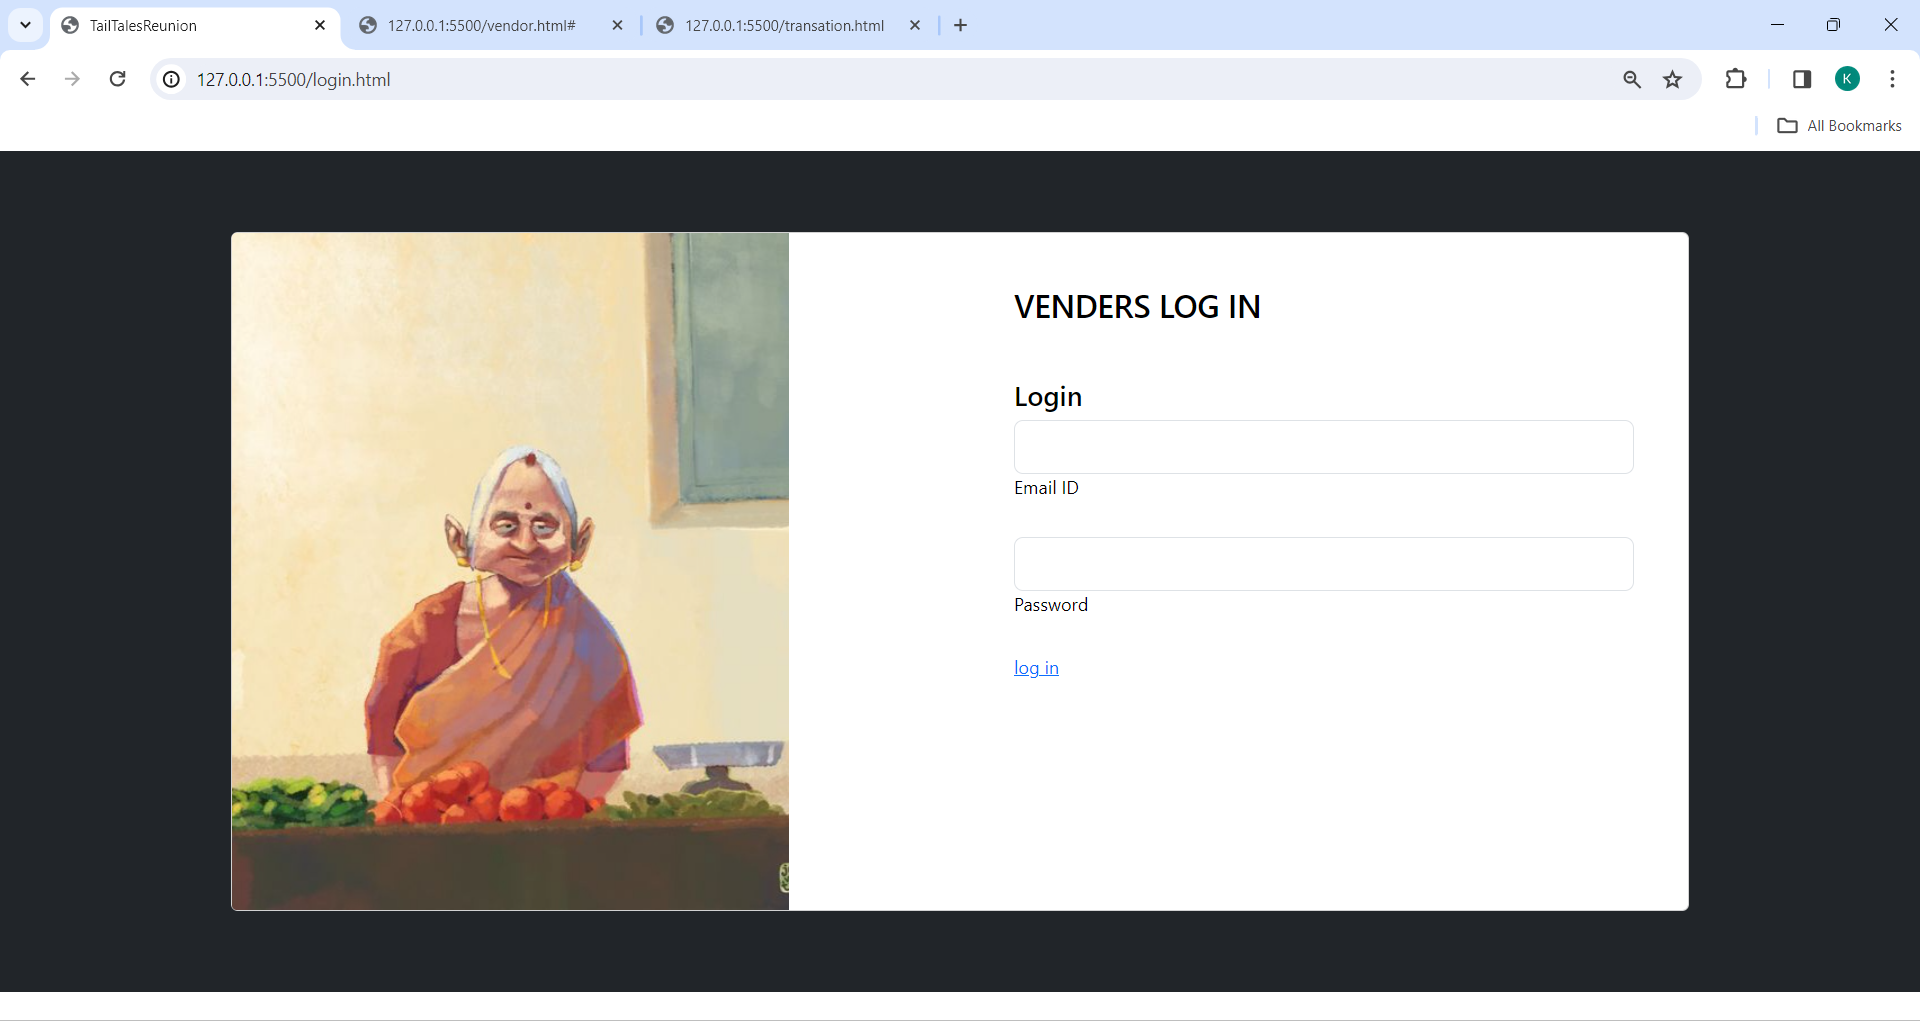 TailTalesReunion
127.0.0.1:5500/vendor.html#
127.0.0.1:5500/transation.html
127.0.0.1:5500/login.html
K
All Bookmarks
VENDERS LOG IN
Login
Email ID
Password
log in